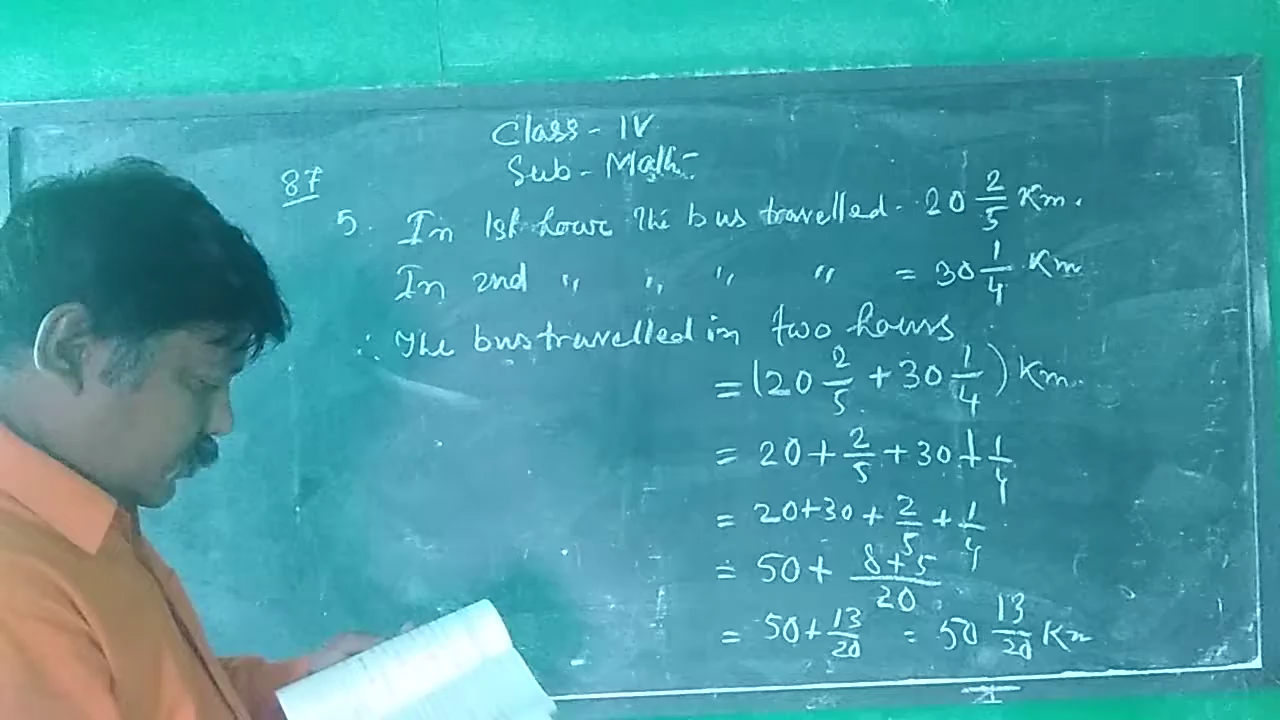 Class - IV
Sub - Math
87
5. In 1st hour the bus travelled. 20 2/5 Km.
In 2nd " " " " = 30 1/4 Km
∴ The bus travelled in two hours
= (20 2/5 + 30 1/4) Km.
= 20 + 2/5 + 30 + 1/4
= 20+30 + 2/5 + 1/4
= 50 + 8+5/20
= 50 + 13/20 = 50 13/20 Km